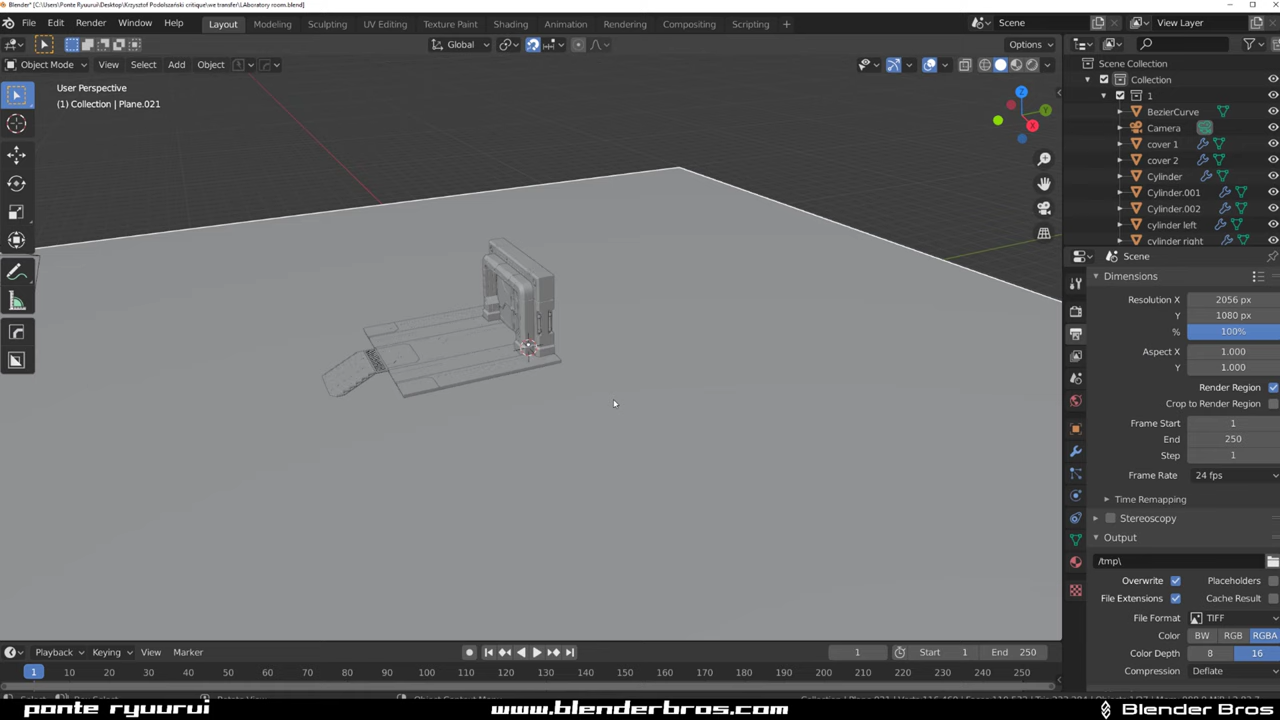 Blender* [C:\Users\Ponte Ryuurui\Desktop\Krzysztof Podolszański critique\we transfer\LAboratory room.blend]
File Edit Render Window Help Layout Modeling Sculpting UV Editing Texture Paint Shading Animation Rendering Compositing Scripting + Scene View Layer
Global Options
Object Mode View Select Add Object
User Perspective
(1) Collection | Plane.021
Z
Y
X
Scene Collection
Collection
1
BezierCurve
Camera
cover 1
cover 2
Cylinder
Cylinder.001
Cylinder.002
cylinder left
cylinder right
Scene
Dimensions
Resolution X 2056 px
Y 1080 px
% 100%
Aspect X 1.000
Y 1.000
Render Region
Crop to Render Region
Frame Start 1
End 250
Step 1
Frame Rate 24 fps
Time Remapping
Stereoscopy
Output
/tmp\
Overwrite Placeholders
File Extensions Cache Result
File Format TIFF
Color BW RGB RGBA
Color Depth 8 16
Compression Deflate
Playback Keying View Marker 1 Start 1 End 250
1 10 20 30 40 50 60 70 80 90 100 110 120 130 140 150 160 170 180 190 200 210 220 230 240 250
ponte ryuurui www.blenderbros.com Blender Bros